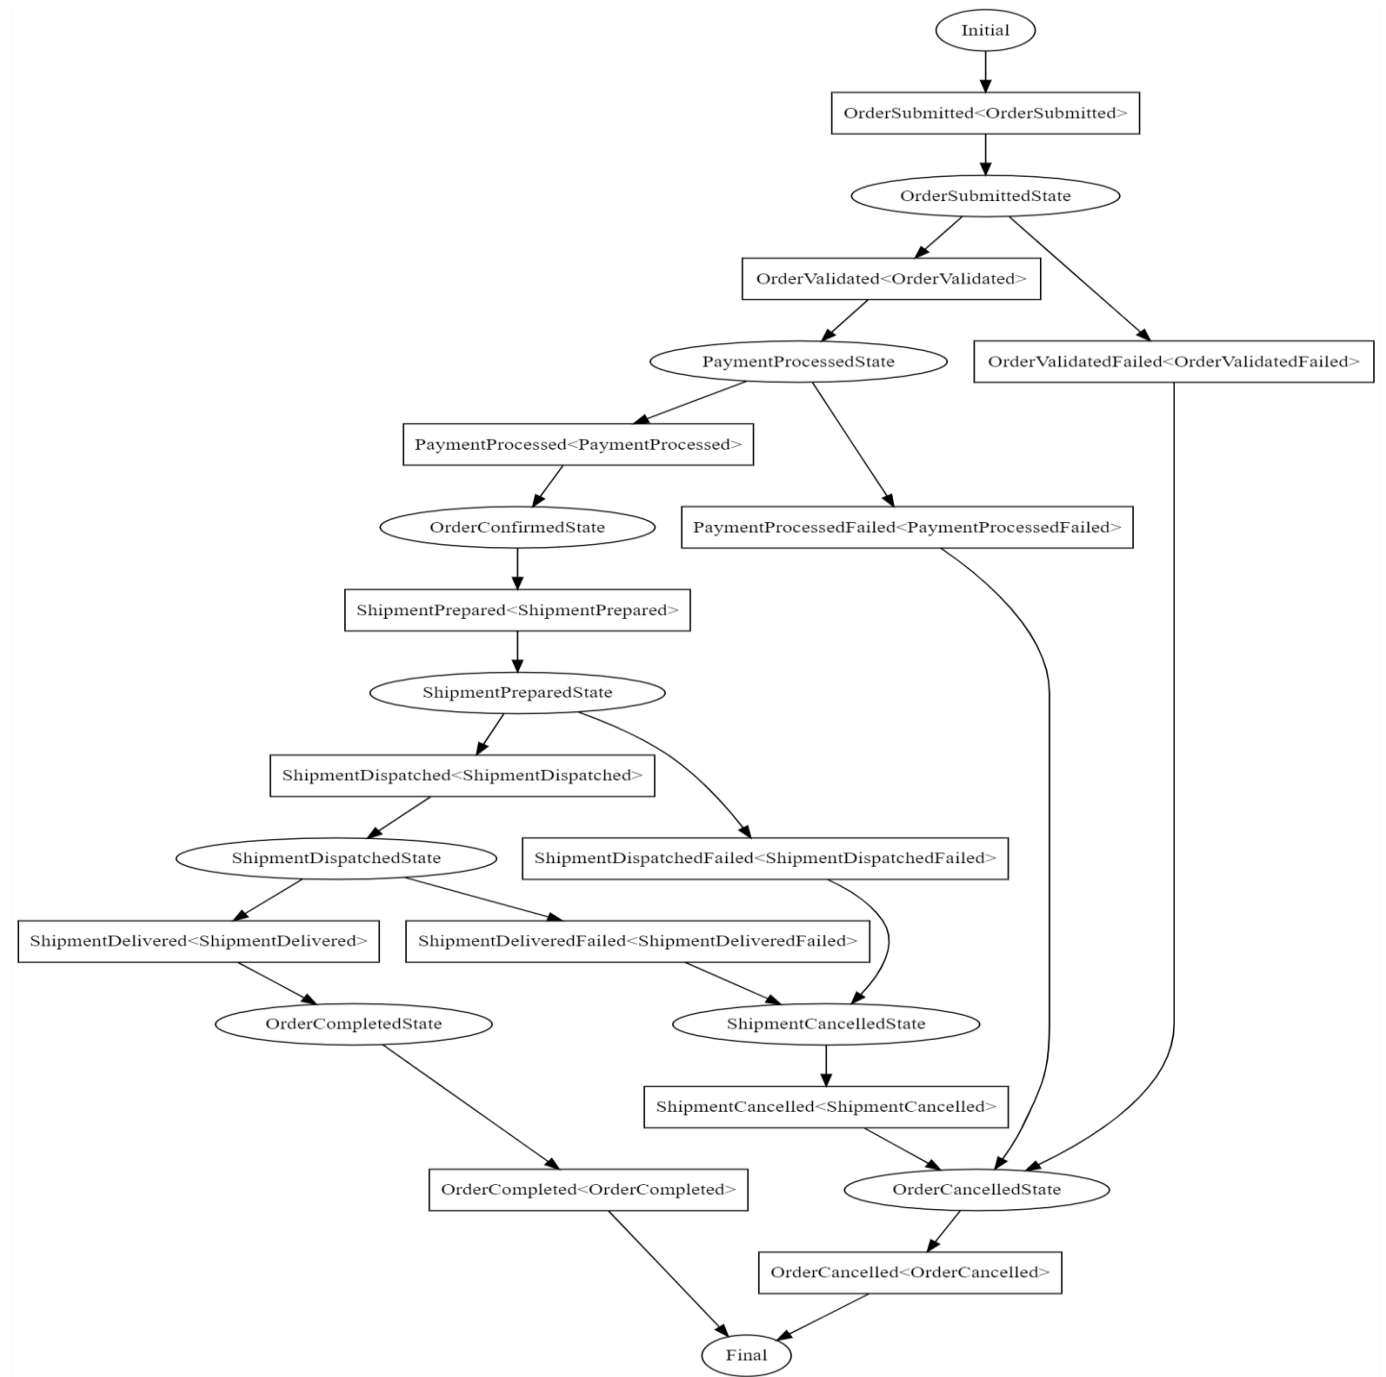 Initial
OrderSubmitted<OrderSubmitted>
OrderSubmittedState
OrderValidated<OrderValidated>
PaymentProcessedState
OrderValidatedFailed<OrderValidatedFailed>
PaymentProcessed<PaymentProcessed>
OrderConfirmedState
PaymentProcessedFailed<PaymentProcessedFailed>
ShipmentPrepared<ShipmentPrepared>
ShipmentPreparedState
ShipmentDispatched<ShipmentDispatched>
ShipmentDispatchedState
ShipmentDispatchedFailed<ShipmentDispatchedFailed>
ShipmentDelivered<ShipmentDelivered>
ShipmentDeliveredFailed<ShipmentDeliveredFailed>
OrderCompletedState
ShipmentCancelledState
ShipmentCancelled<ShipmentCancelled>
OrderCompleted<OrderCompleted>
OrderCancelledState
OrderCancelled<OrderCancelled>
Final